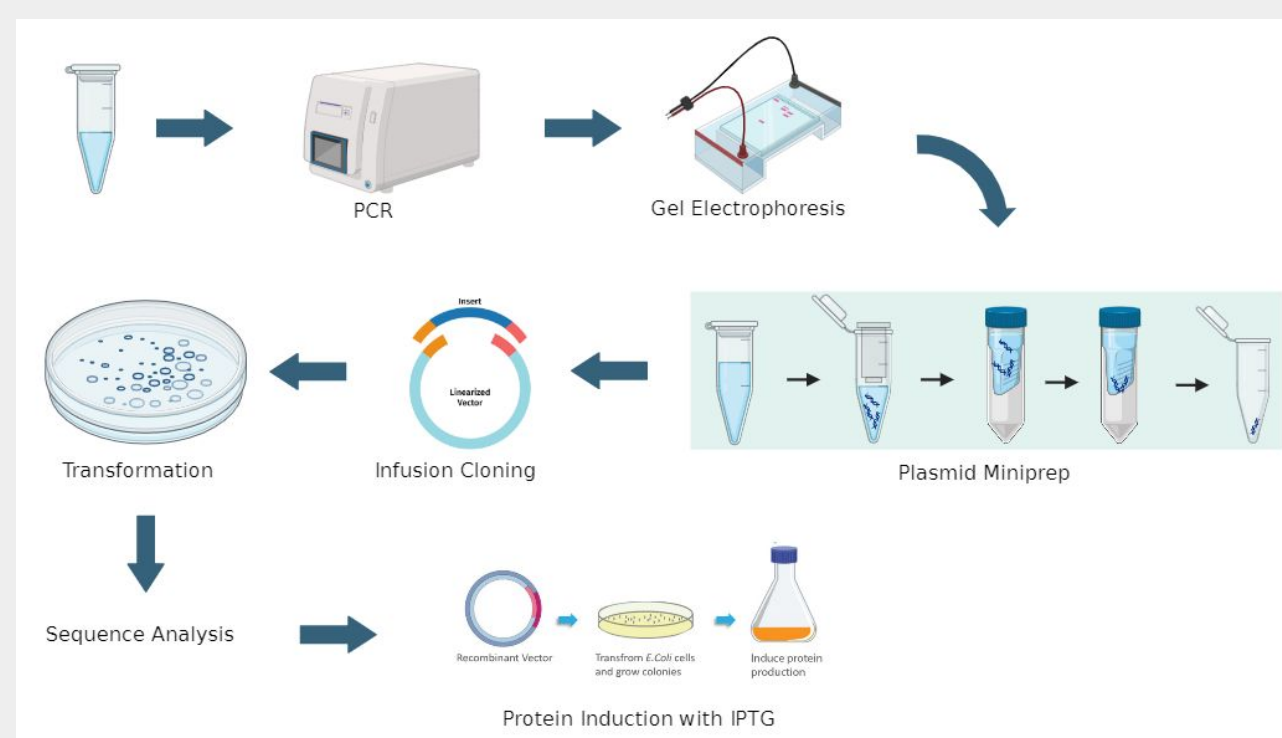 PCR
Gel Electrophoresis
Insert
Linearized
Vector
Transformation
Infusion Cloning
Plasmid Miniprep
Sequence Analysis
Recombinant Vector
Transfrom E.Coli cells
and grow colonies
Induce protein
production
Protein Induction with IPTG